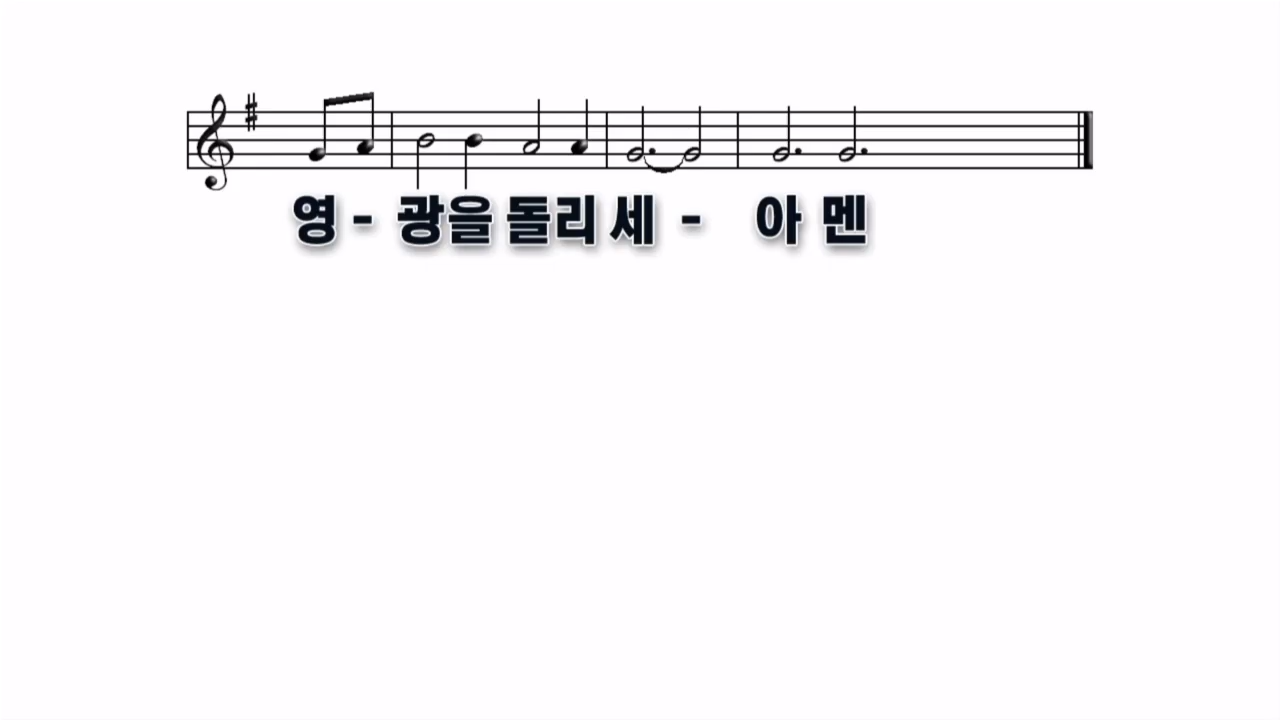 영 - 광을 돌리 세 - 아 멘